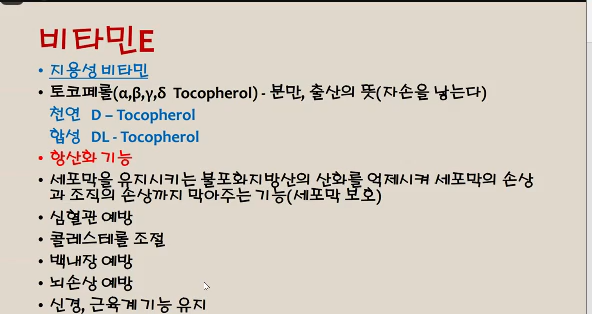 비타민E
• 지용성 비타민
• 토코페롤(α,β,γ,δ Tocopherol) - 분만, 출산의 뜻(자손을 낳는다)
천연 D – Tocopherol
합성 DL - Tocopherol
• 항산화 기능
• 세포막을 유지시키는 불포화지방산의 산화를 억제시켜 세포막의 손상
과 조직의 손상까지 막아주는 기능(세포막 보호)
• 심혈관 예방
• 콜레스테롤 조절
• 백내장 예방
• 뇌손상 예방
• 신경, 근육계 기능 유지